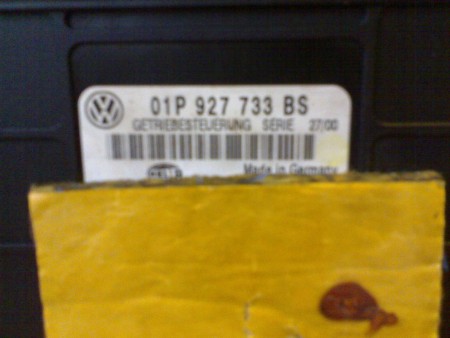 01P 927 733 BS
GETRIEBESTEUERUNG SERIE 27/00
Made in Germany